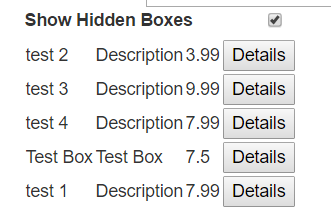 Show Hidden Boxes
test 2 Description 3.99 Details
test 3 Description 9.99 Details
test 4 Description 7.99 Details
Test Box Test Box 7.5 Details
test 1 Description 7.99 Details